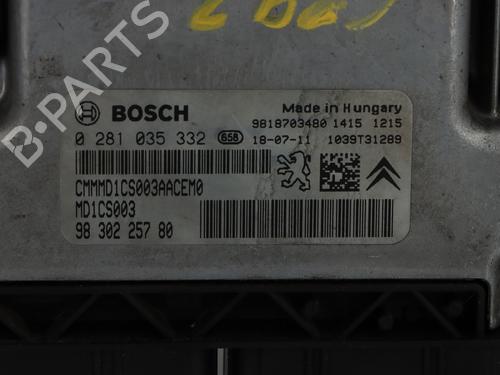 BOSCH
Made in Hungary
9818703480 1415 1215
0 281 035 332 658 18-07-11 1039T31289
CMMMD1CS003AACEM0
MD1CS003
98 302 257 80
B-PARTS